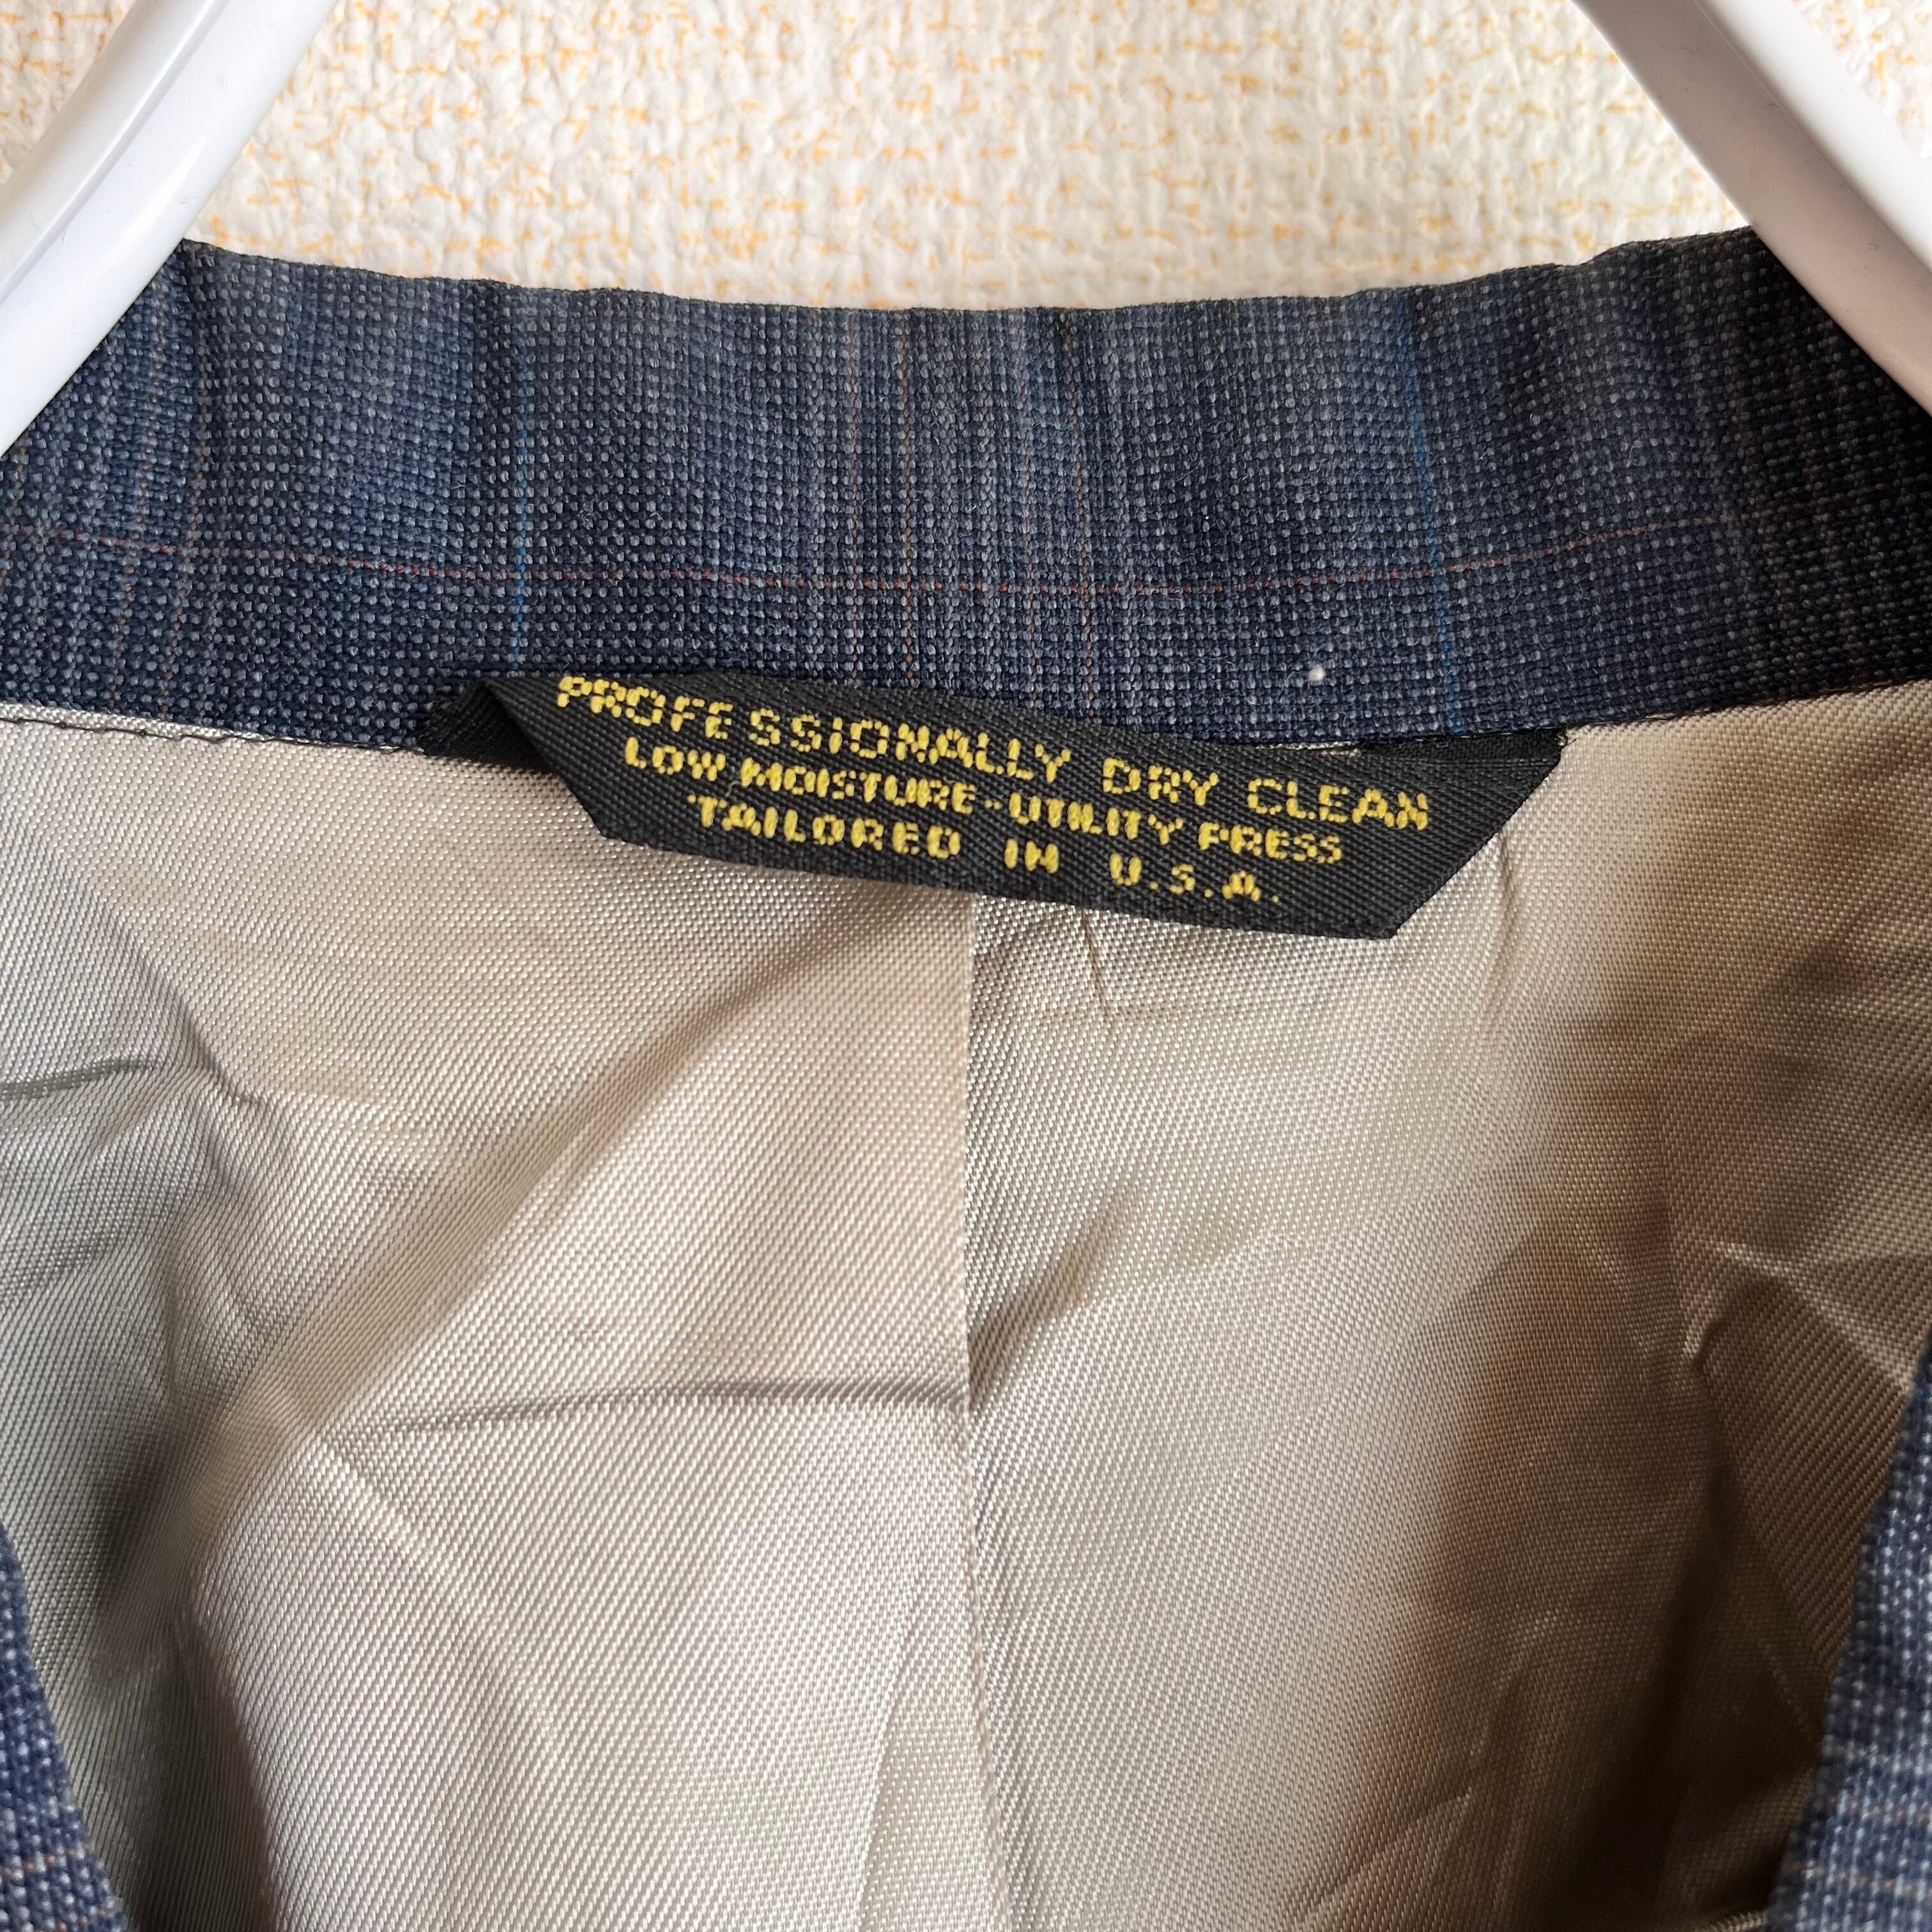 PROFESSIONALLY DRY CLEAN
LOW MOISTURE-UTILITY PRESS
TAILORED IN U.S.A.